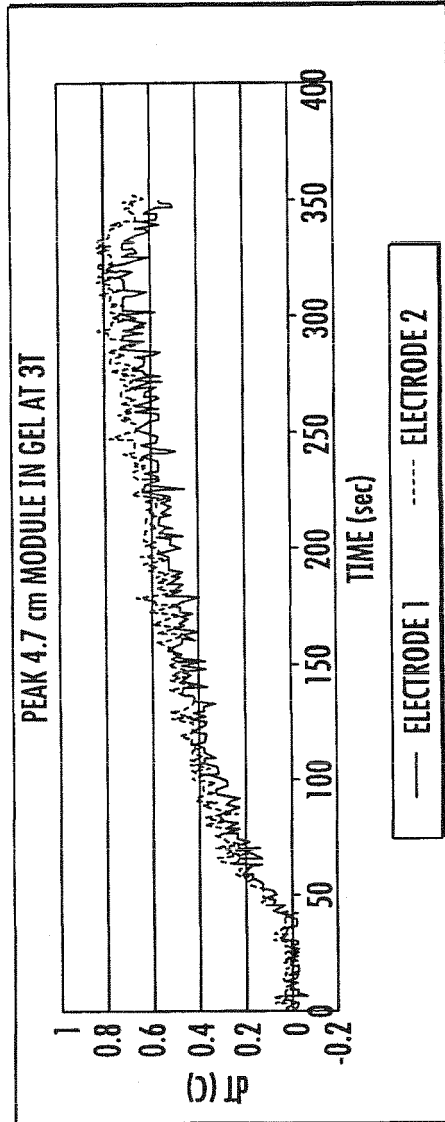 PEAK 4.7 cm MODULE IN GEL AT 3T
dT (C)
1
0.8
0.6
0.4
0.2
0
-0.2
0 50 100 150 200 250 300 350 400
TIME (sec)
ELECTRODE 1 ELECTRODE 2